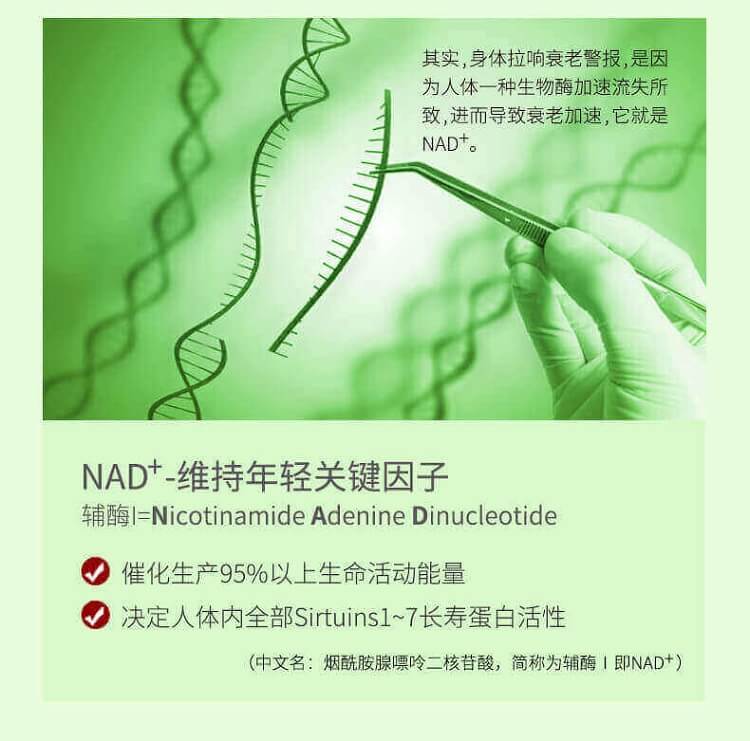 其实,身体拉响衰老警报,是因
为人体一种生物酶加速流失所
致,进而导致衰老加速,它就是
NAD⁺。
NAD⁺-维持年轻关键因子
辅酶I=Nicotinamide Adenine Dinucleotide
催化生产95%以上生命活动能量
决定人体内全部Sirtuins1~7长寿蛋白活性
（中文名：烟酰胺腺嘌呤二核苷酸，简称为辅酶Ⅰ即NAD⁺）